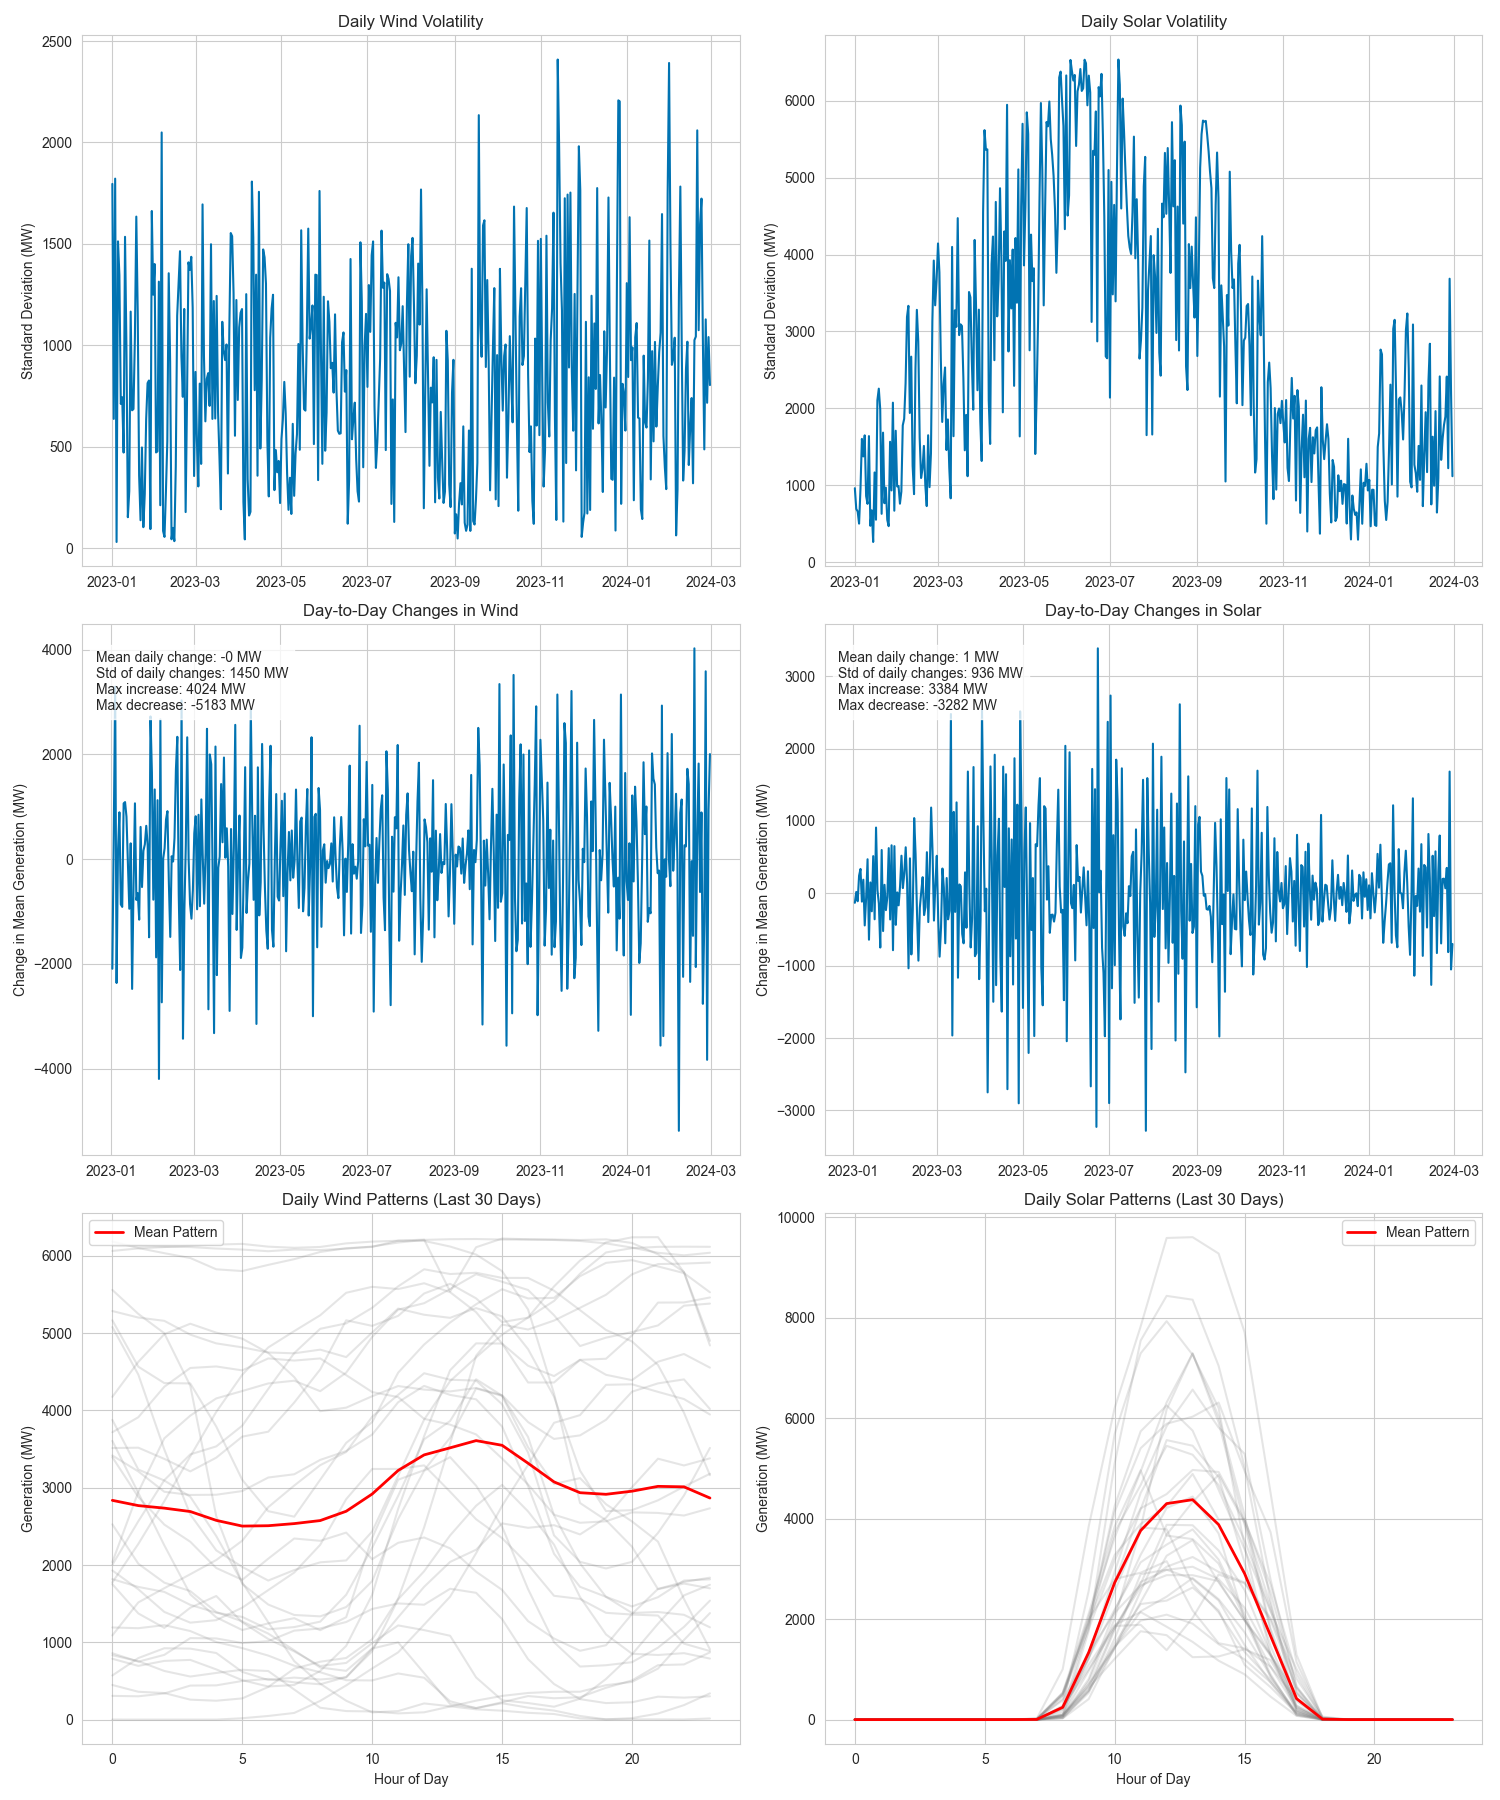 Daily Wind Volatility
Standard Deviation (MW)
2500
2000
1500
1000
500
0
2023-01 2023-03 2023-05 2023-07 2023-09 2023-11 2024-01 2024-03
Daily Solar Volatility
Standard Deviation (MW)
6000
5000
4000
3000
2000
1000
0
2023-01 2023-03 2023-05 2023-07 2023-09 2023-11 2024-01 2024-03
Day-to-Day Changes in Wind
Change in Mean Generation (MW)
4000
2000
0
−2000
−4000
Mean daily change: -0 MW
Std of daily changes: 1450 MW
Max increase: 4024 MW
Max decrease: -5183 MW
2023-01 2023-03 2023-05 2023-07 2023-09 2023-11 2024-01 2024-03
Day-to-Day Changes in Solar
Change in Mean Generation (MW)
3000
2000
1000
0
−1000
−2000
−3000
Mean daily change: 1 MW
Std of daily changes: 936 MW
Max increase: 3384 MW
Max decrease: -3282 MW
2023-01 2023-03 2023-05 2023-07 2023-09 2023-11 2024-01 2024-03
Daily Wind Patterns (Last 30 Days)
Mean Pattern
Generation (MW)
6000
5000
4000
3000
2000
1000
0
0 5 10 15 20
Hour of Day
Daily Solar Patterns (Last 30 Days)
Mean Pattern
Generation (MW)
10000
8000
6000
4000
2000
0
0 5 10 15 20
Hour of Day